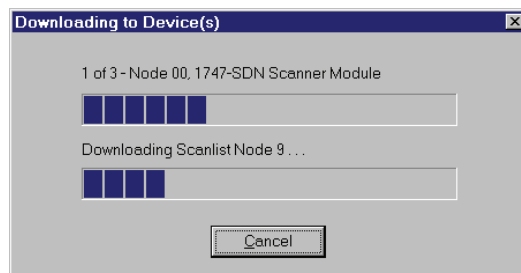 Downloading to Device(s)
1 of 3 - Node 00, 1747-SDN Scanner Module
Downloading Scanlist Node 9 . . .
Cancel